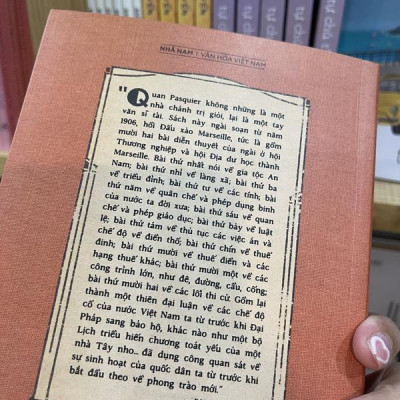 tự chủ
NHÃ NAM | VĂN HÓA VIỆT NAM
"Quan Pasquier không những là một
nhà chánh trị giỏi, lại là một tay
văn sĩ tài. Sách này ngài soạn từ năm
1906, hồi Đấu xảo Marseille, tức là gồm
mười hai bài diễn thuyết của ngài ở hội
Thương nghiệp và hội Địa dư học thành
Marseille. Bài thứ nhất nói về gia tộc An
Nam; bài thứ nhì về làng xã; bài thứ ba
về triều đình; bài thứ tư về các tỉnh; bài
thứ năm về quân chế và phép dụng binh
của nước ta đời xưa; bài thứ sáu về quan
chế và phép giáo dục; bài thứ bảy về luật
lệ; bài thứ tám về thủ tục các việc án và
chế độ về điền thổ; bài thứ chín về thuế
đinh; bài thứ mười về thuế điền và các
hạng thuế khác; bài thứ mười một về các
công trình lớn, như đê, đường, cầu, cống;
bài thứ mười hai về các lối thi cử. Gồm lại
thành một thiên đại luận về các chế độ
cổ của nước Việt Nam ta từ trước khi Đại
Pháp sang bảo hộ, khác nào như một bộ
Lịch triều hiến chương toát yếu của một
nhà Tây nho... đã dụng công quan sát về
sự sinh hoạt của quốc dân ta từ trước khi
bắt đầu theo về phong trào mới."